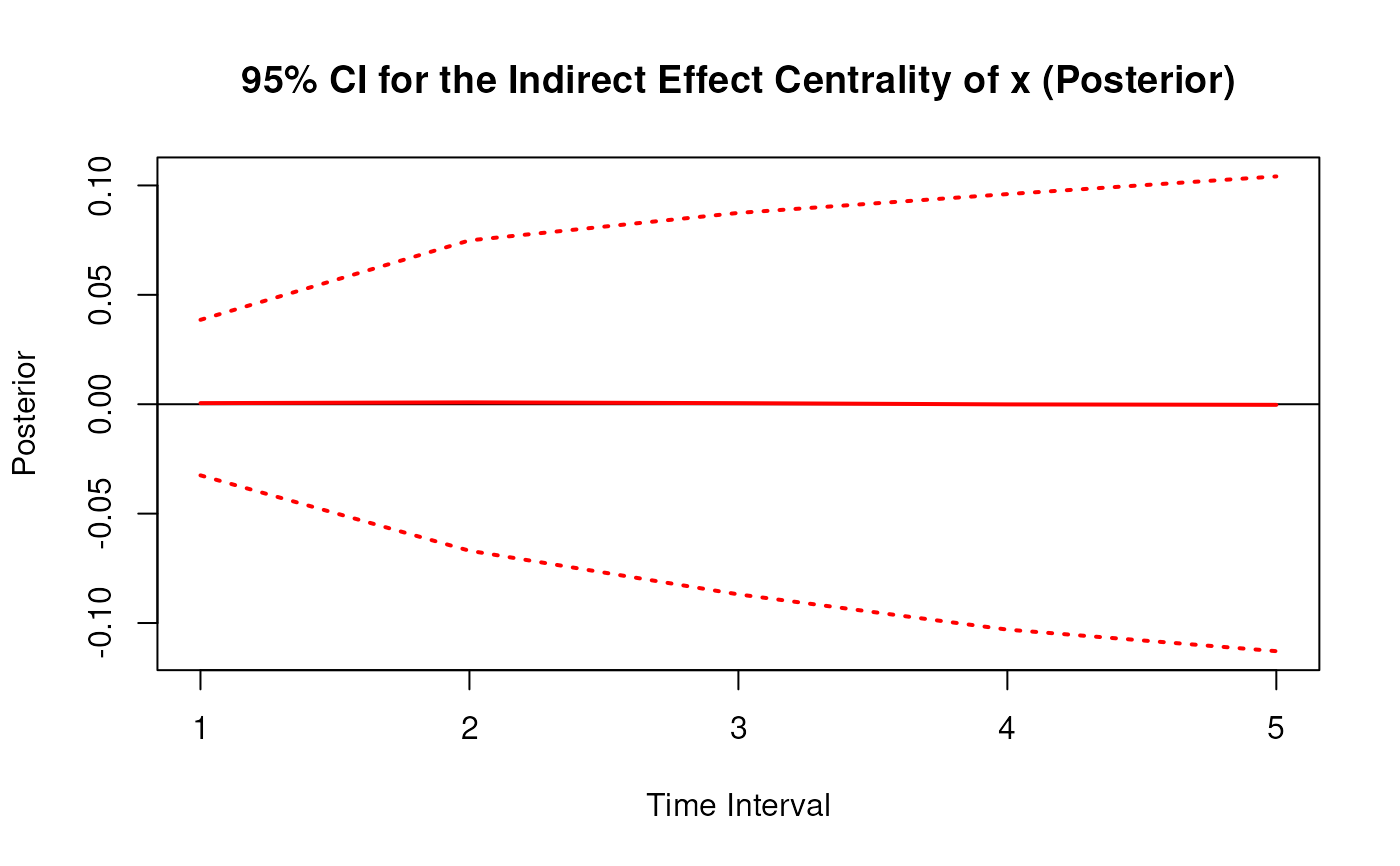 95% CI for the Indirect Effect Centrality of x (Posterior)
Posterior
0.10
0.05
0.00
-0.05
-0.10
1 2 3 4 5
Time Interval